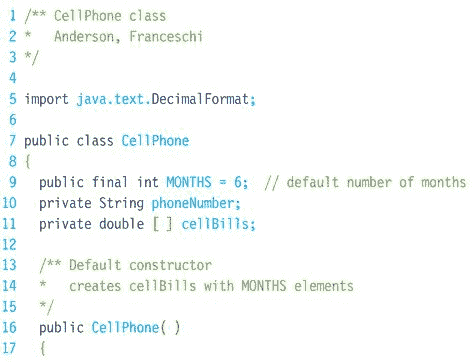 1 /** CellPhone class
2 *   Anderson, Franceschi
3 */
4
5 import java.text.DecimalFormat;
6
7 public class CellPhone
8 {
9   public final int MONTHS = 6;  // default number of months
10   private String phoneNumber;
11   private double [ ] cellBills;
12
13   /** Default constructor
14   *   creates cellBills with MONTHS elements
15   */
16   public CellPhone( )
17   {